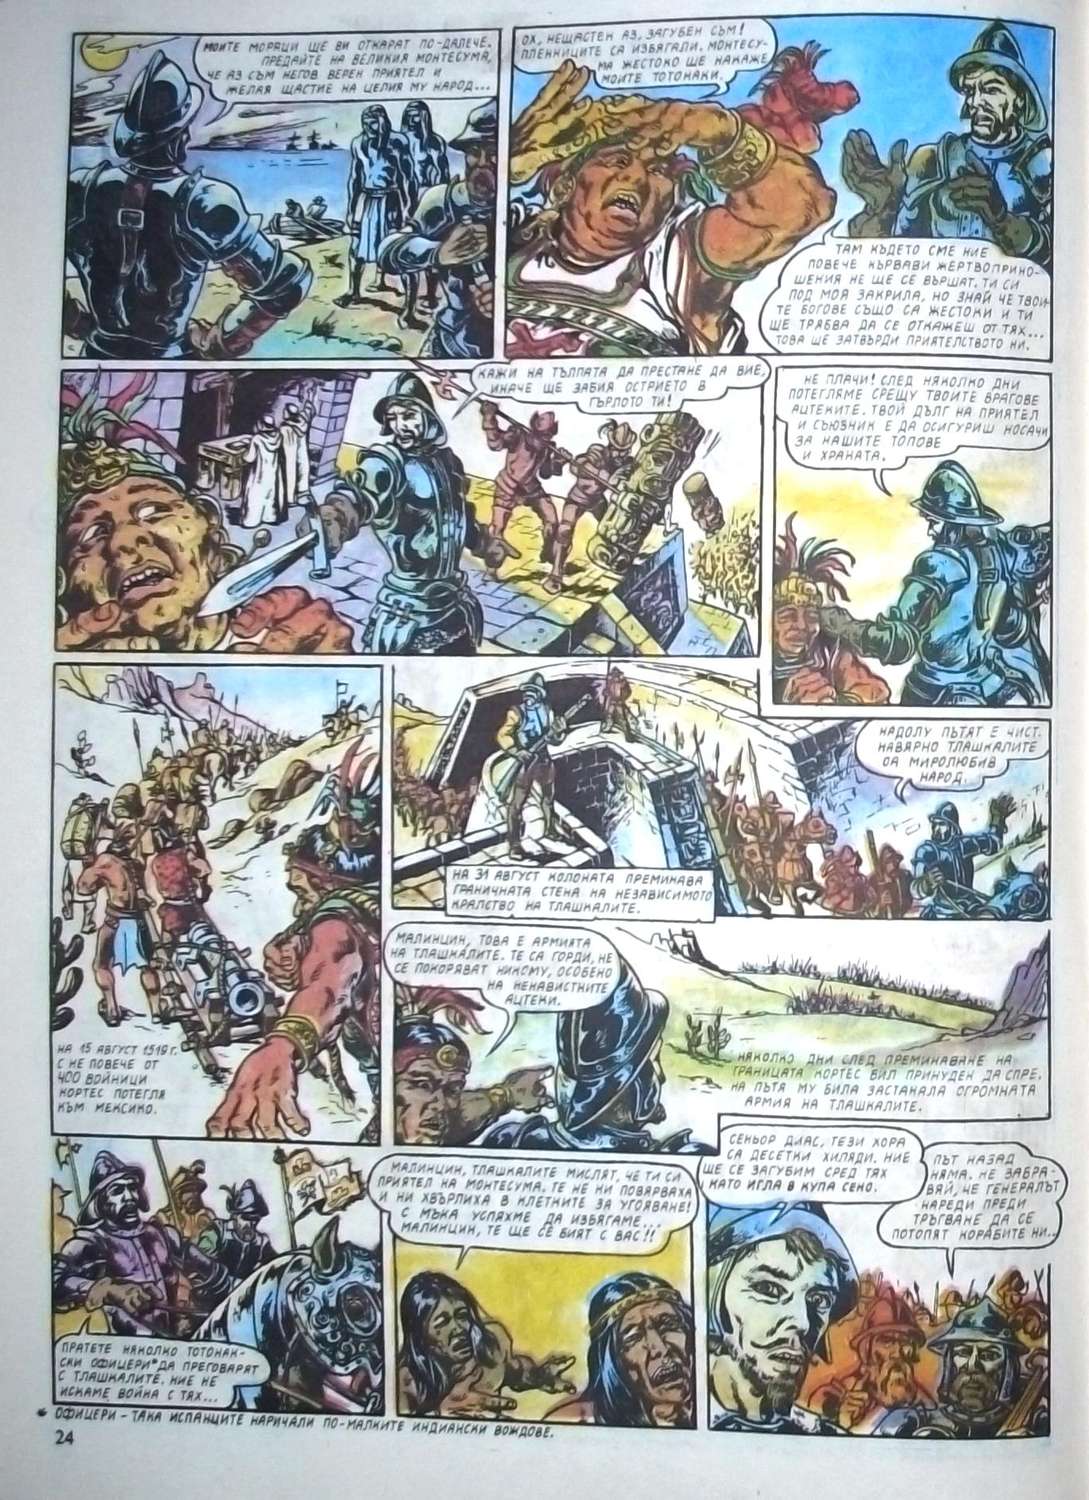 МОИТЕ МОРЯЦИ ЩЕ ВИ ОТКАРАТ ПО-ДАЛЕЧЕ.
ПРЕДАЙТЕ НА ВЕЛИКИЯ МОНТЕСУМА,
ЧЕ АЗ СЪМ НЕГОВ ВЕРЕН ПРИЯТЕЛ И
ЖЕЛАЯ ЩАСТИЕ НА ЦЕЛИЯ МУ НАРОД...
ОХ, НЕЩАСТЕН АЗ, ЗАГУБЕН СЪМ!
ПЛЕННИЦИТЕ СА ИЗБЯГАЛИ. МОНТЕСУ-
МА ЖЕСТОКО ЩЕ НАКАЖЕ
МОИТЕ ТОТОНАКИ.
ТАМ КЪДЕТО СМЕ НИЕ
ПОВЕЧЕ КЪРВАВИ ЖЕРТВОПРИНО-
ШЕНИЯ НЕ ЩЕ СЕ ВЪРШАТ. ТИ СИ
ПОД МОЯ ЗАКРИЛА, НО ЗНАЙ ЧЕ ТВОИ-
ТЕ БОГОВЕ СЪЩО СА ЖЕСТОКИ И ТИ
ЩЕ ТРЯБВА ДА СЕ ОТКАЖЕШ ОТ ТЯХ...
ТОВА ЩЕ ЗАТВЪРДИ ПРИЯТЕЛСТВОТО НИ.
КАЖИ НА ТЪЛПАТА ДА ПРЕСТАНЕ ДА ВИЕ,
ИНАЧЕ ЩЕ ЗАБИЯ ОСТРИЕТО В
ГЪРЛОТО ТИ!
НЕ ПЛАЧИ! СЛЕД НЯКОЛКО ДНИ
ПОТЕГЛЯМЕ СРЕЩУ ТВОИТЕ ВРАГОВЕ
АЦТЕКИТЕ. ТВОЙ ДЪЛГ НА ПРИЯТЕЛ
И СЪЮЗНИК Е ДА ОСИГУРИШ НОСАЧИ
ЗА НАШИТЕ ТОПОВЕ
И ХРАНАТА.
НА 15 АВГУСТ 1519 Г.
С НЕ ПОВЕЧЕ ОТ
400 ВОЙНИЦИ
КОРТЕС ПОТЕГЛЯ
КЪМ МЕКСИКО.
НАДОЛУ ПЪТЯТ Е ЧИСТ.
НАВЯРНО ТЛАШКАЛИТЕ
СА МИРОЛЮБИВ
НАРОД.
НА 31 АВГУСТ КОЛОНАТА ПРЕМИНАВА
ГРАНИЧНАТА СТЕНА НА НЕЗАВИСИМОТО
КРАЛСТВО НА ТЛАШКАЛИТЕ.
МАЛИНЦИН, ТОВА Е АРМИЯТА
НА ТЛАШКАЛИТЕ. ТЕ СА ГОРДИ, НЕ
СЕ ПОКОРЯВАТ НИКОМУ, ОСОБЕНО
НА НЕНАВИСТНИТЕ
АЦТЕКИ.
НЯКОЛКО ДНИ СЛЕД ПРЕМИНАВАНЕ НА
ГРАНИЦАТА КОРТЕС БИЛ ПРИНУДЕН ДА СПРЕ.
НА ПЪТЯ МУ БИЛА ЗАСТАНАЛА ОГРОМНАТА
АРМИЯ НА ТЛАШКАЛИТЕ.
ПРАТЕТЕ НЯКОЛКО ТОТОНАК-
СКИ ОФИЦЕРИ* ДА ПРЕГОВАРЯТ
С ТЛАШКАЛИТЕ. НИЕ НЕ
ИСКАМЕ ВОЙНА С ТЯХ...
МАЛИНЦИН, ТЛАШКАЛИТЕ МИСЛЯТ, ЧЕ ТИ СИ
ПРИЯТЕЛ НА МОНТЕСУМА. ТЕ НЕ НИ ПОВЯРВАХА
И НИ ХВЪРЛИХА В КЛЕТКИТЕ ЗА УГОЯВАНЕ!
С МЪКА УСПЯХМЕ ДА ИЗБЯГАМЕ...
МАЛИНЦИН, ТЕ ЩЕ СЕ БИЯТ С ВАС!!
СЕНЬОР ДИАС, ТЕЗИ ХОРА
СА ДЕСЕТКИ ХИЛЯДИ. НИЕ
ЩЕ СЕ ЗАГУБИМ СРЕД ТЯХ
КАТО ИГЛА В КУПА СЕНО.
ПЪТ НАЗАД
НЯМА. НЕ ЗАБРА-
ВЯЙ, ЧЕ ГЕНЕРАЛЪТ
НАРЕДИ ПРЕДИ
ТРЪГВАНЕ ДА СЕ
ПОТОПЯТ КОРАБИТЕ НИ...
* ОФИЦЕРИ - ТАКА ИСПАНЦИТЕ НАРИЧАЛИ ПО-МАЛКИТЕ ИНДИАНСКИ ВОЖДОВЕ.
24